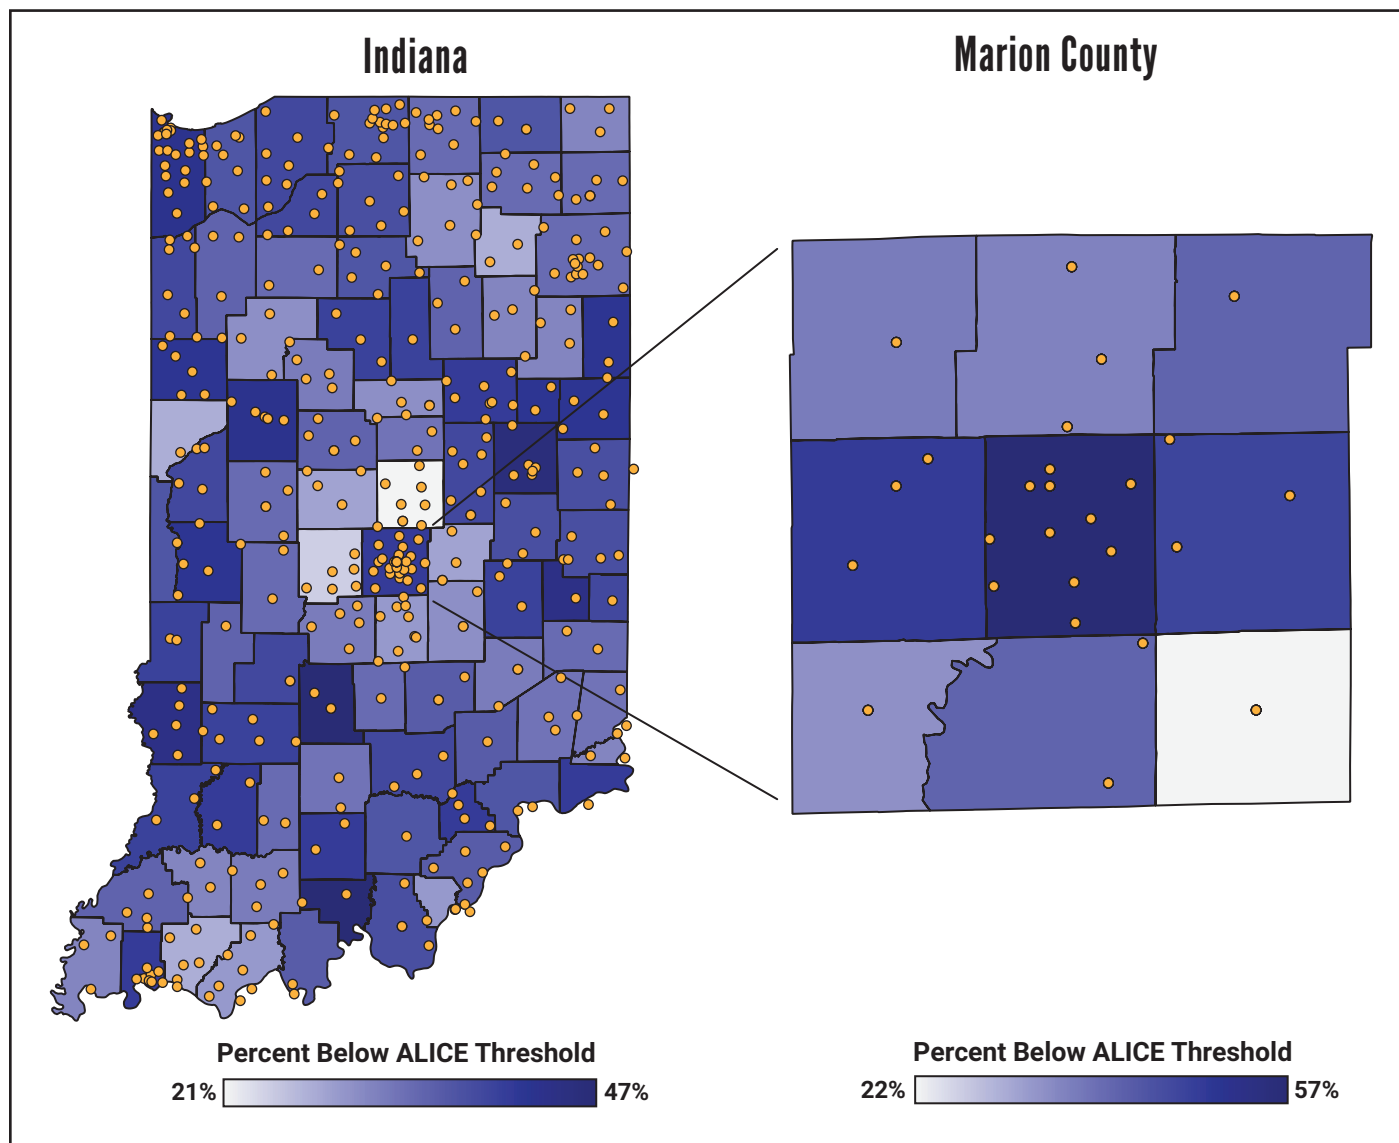 Indiana
Marion County
Percent Below ALICE Threshold
21% 47%
Percent Below ALICE Threshold
22% 57%